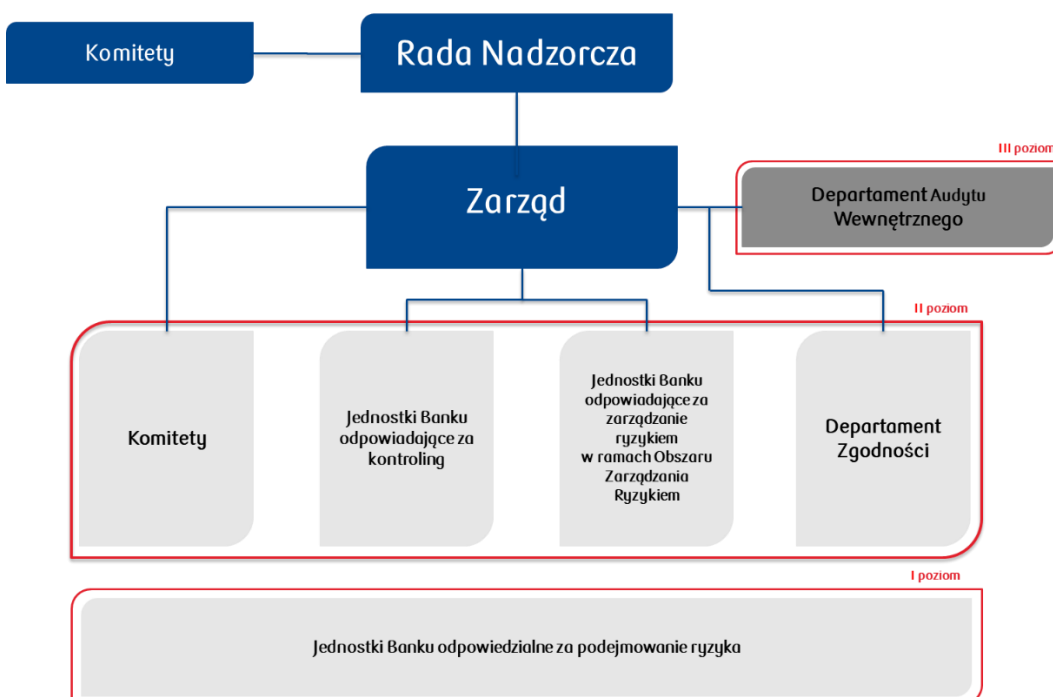 Komitety
Rada Nadzorcza
Zarząd
III poziom
Departament Audytu
Wewnętrznego
II poziom
Komitety
Jednostki Banku
odpowiadające za
kontroling
Jednostki Banku
odpowiadające za
zarządzanie
ryzykiem
w ramach Obszaru
Zarządzania
Ryzykiem
Departament
Zgodności
I poziom
Jednostki Banku odpowiedzialne za podejmowanie ryzyka